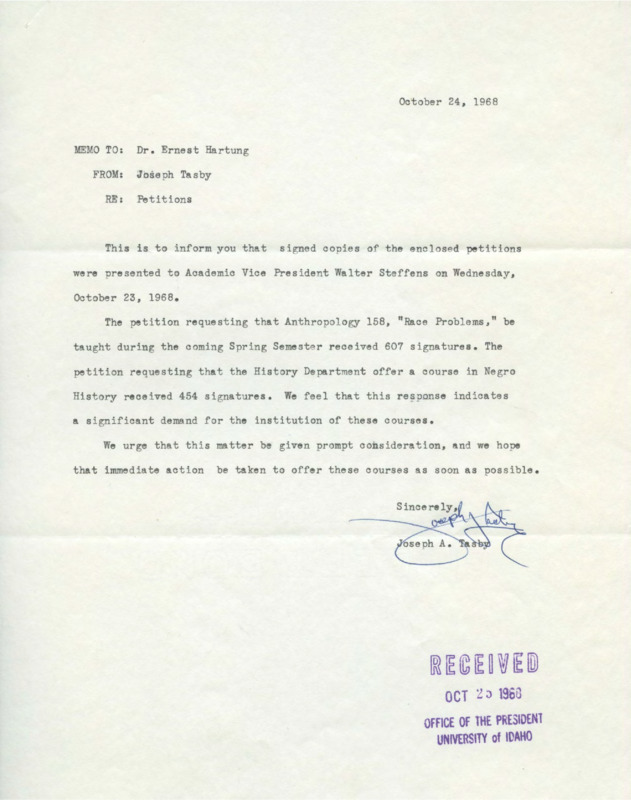 October 24, 1968
MEMO TO: Dr. Ernest Hartung
FROM: Joseph Tasby
RE: Petitions
This is to inform you that signed copies of the enclosed petitions
were presented to Academic Vice President Walter Steffens on Wednesday,
October 23, 1968.
The petition requesting that Anthropology 158, "Race Problems," be
taught during the coming Spring Semester received 607 signatures. The
petition requesting that the History Department offer a course in Negro
History received 454 signatures. We feel that this response indicates
a significant demand for the institution of these courses.
We urge that this matter be given prompt consideration, and we hope
that immediate action be taken to offer these courses as soon as possible.
Sincerely,
Joseph A. Tasby
RECEIVED
OCT 1968
OFFICE OF THE PRESIDENT
UNIVERSITY of IDAHO